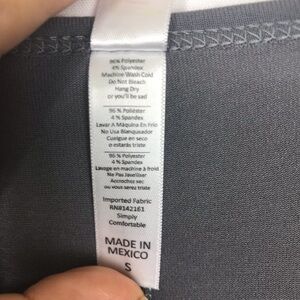 96% Polyester
4% Spandex
Machine Wash Cold
Do Not Bleach
Hang Dry
or you'll be sad
96 % Poliéster
4 % Spandex
Lavar A Máquina En Frío
No Usa Blanquador
Cuelgue en seco
o estarás triste
96 % Polyester
4 % Spandex
Lavage en machine à froid
Ne Pas Javelliser
Accrochez sec
ou vous serez triste
Imported Fabric
RN#142161
Simply
Comfortable
MADE IN
MEXICO
S